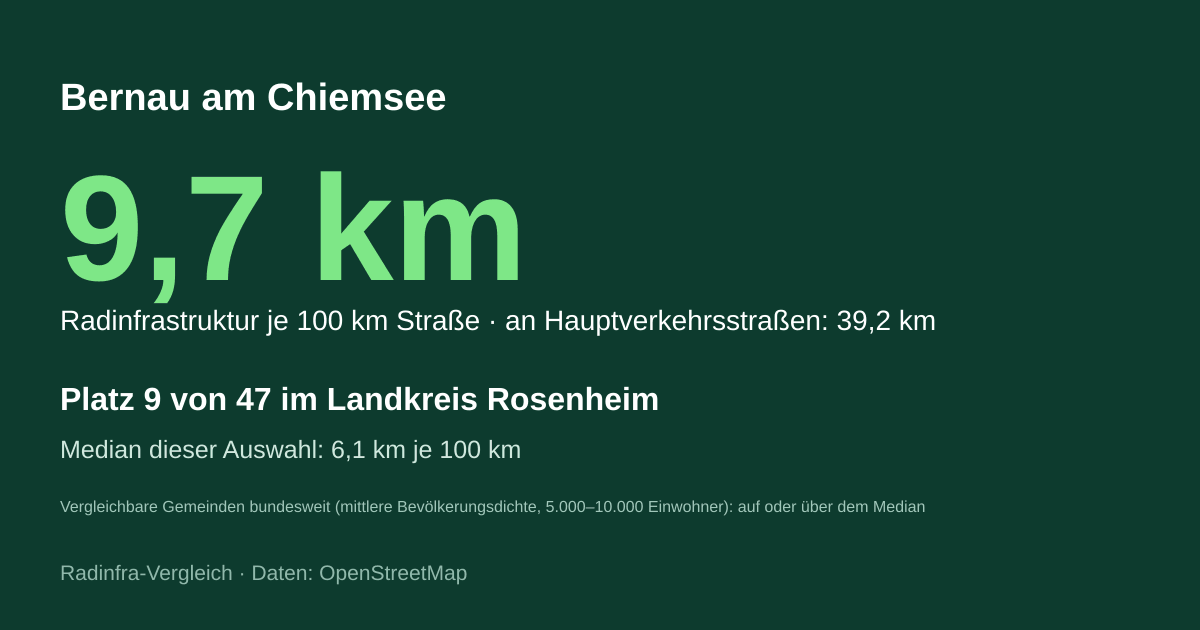 Bernau am Chiemsee
9,7 km
Radinfrastruktur je 100 km Straße · an Hauptverkehrsstraßen: 39,2 km
Platz 9 von 47 im Landkreis Rosenheim
Median dieser Auswahl: 6,1 km je 100 km
Vergleichbare Gemeinden bundesweit (mittlere Bevölkerungsdichte, 5.000–10.000 Einwohner): auf oder über dem Median
Radinfra-Vergleich · Daten: OpenStreetMap